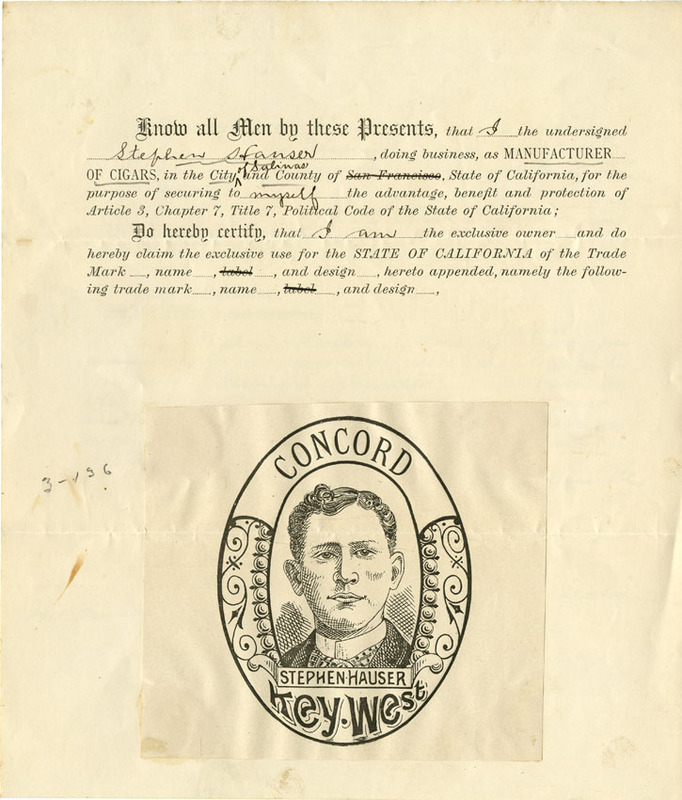 Know all Men by these Presents, that I the undersigned
Stephen Hauser, doing business, as MANUFACTURER
of Salinas
OF CIGARS, in the City and County of San Francisco, State of California, for the
purpose of securing to myself the advantage, benefit and protection of
Article 3, Chapter 7, Title 7, Political Code of the State of California;
Do hereby certify, that I am the exclusive owner and do
hereby claim the exclusive use for the STATE OF CALIFORNIA of the Trade
Mark , name , label , and design , hereto appended, namely the follow-
ing trade mark , name , label , and design ,
3-136
CONCORD
STEPHEN·HAUSER
Key·West